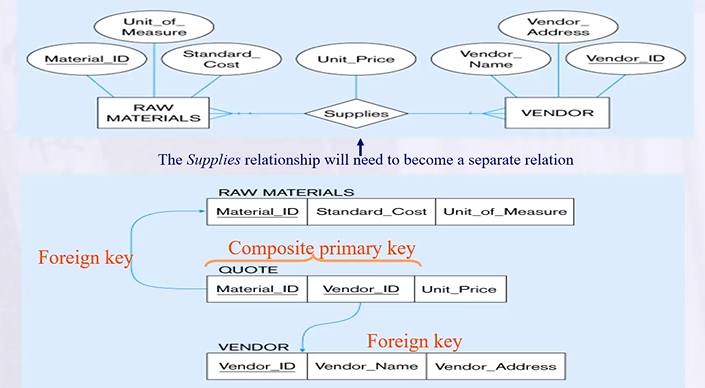 Unit_of_
Measure
Material_ID
Standard_
Cost
RAW
MATERIALS
Unit_Price
Supplies
Vendor_
Address
Vendor_
Name
Vendor_ID
VENDOR
The Supplies relationship will need to become a separate relation
RAW MATERIALS
Material_ID Standard_Cost Unit_of_Measure
Foreign key
Composite primary key
QUOTE
Material_ID Vendor_ID Unit_Price
Foreign key
VENDOR
Vendor_ID Vendor_Name Vendor_Address